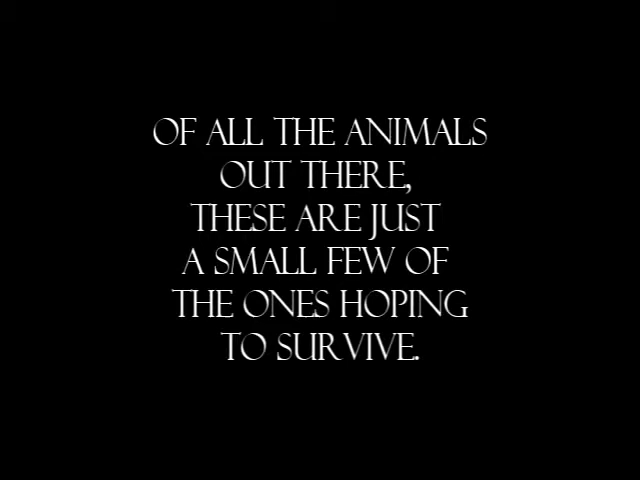 OF ALL THE ANIMALS
OUT THERE,
THESE ARE JUST
A SMALL FEW OF
THE ONES HOPING
TO SURVIVE.